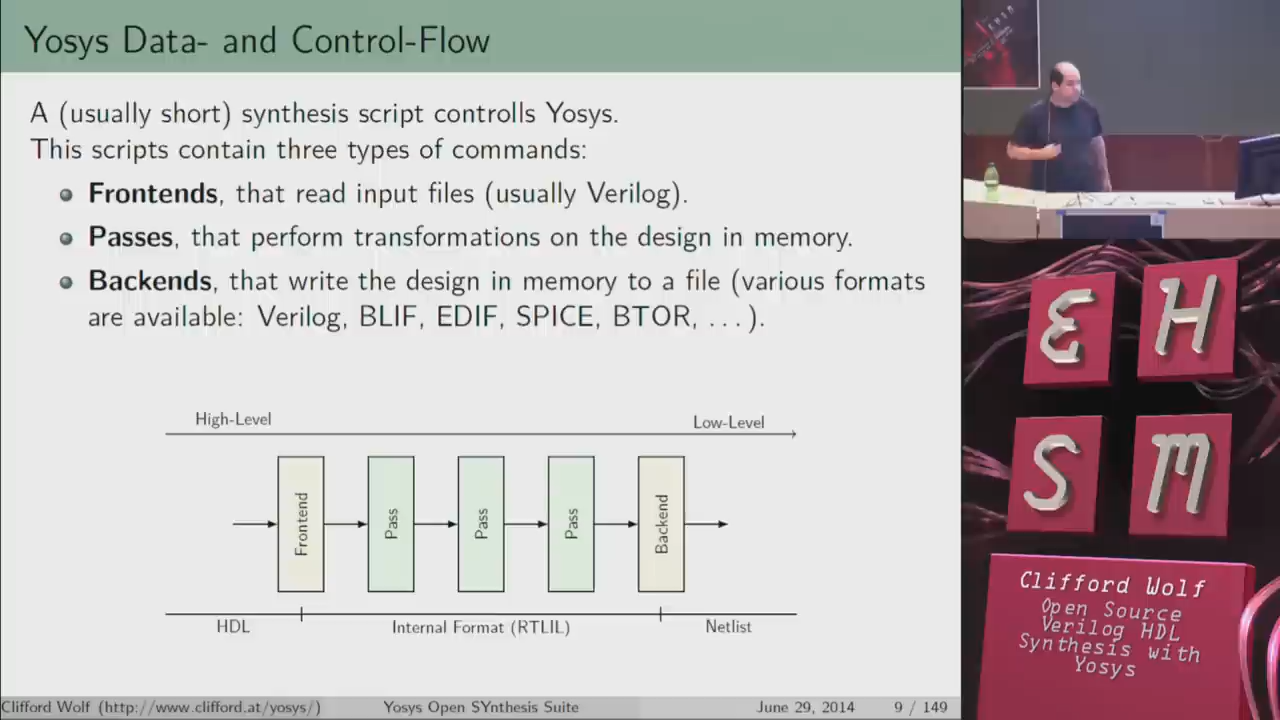 Yosys Data- and Control-Flow
A (usually short) synthesis script controlls Yosys.
This scripts contain three types of commands:
Frontends, that read input files (usually Verilog).
Passes, that perform transformations on the design in memory.
Backends, that write the design in memory to a file (various formats
are available: Verilog, BLIF, EDIF, SPICE, BTOR, ...).
High-Level
Low-Level
Frontend
Pass
Pass
Pass
Backend
HDL
Internal Format (RTLIL)
Netlist
Clifford Wolf (http://www.clifford.at/yosys/)
Yosys Open SYnthesis Suite
June 29, 2014
9 / 149
E H
S M
Clifford Wolf
Open Source
Verilog HDL
Synthesis with
Yosys